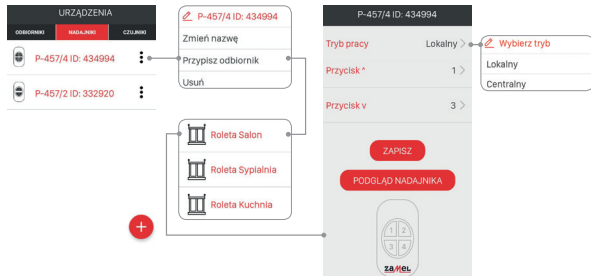 URZĄDZENIA
ODBIORNIKI NADAJNIKI CZUJNIKI
P-457/4 ID: 434994
P-457/2 ID: 332920
+
P-457/4 ID: 434994
Zmień nazwę
Przypisz odbiornik
Usuń
Roleta Salon
Roleta Sypialnia
Roleta Kuchnia
P-457/4 ID: 434994
Tryb pracy Lokalny >
Przycisk ^ 1 >
Przycisk v 3 >
ZAPISZ
PODGLĄD NADAJNIKA
1 2
3 4
zamel
Wybierz tryb
Lokalny
Centralny